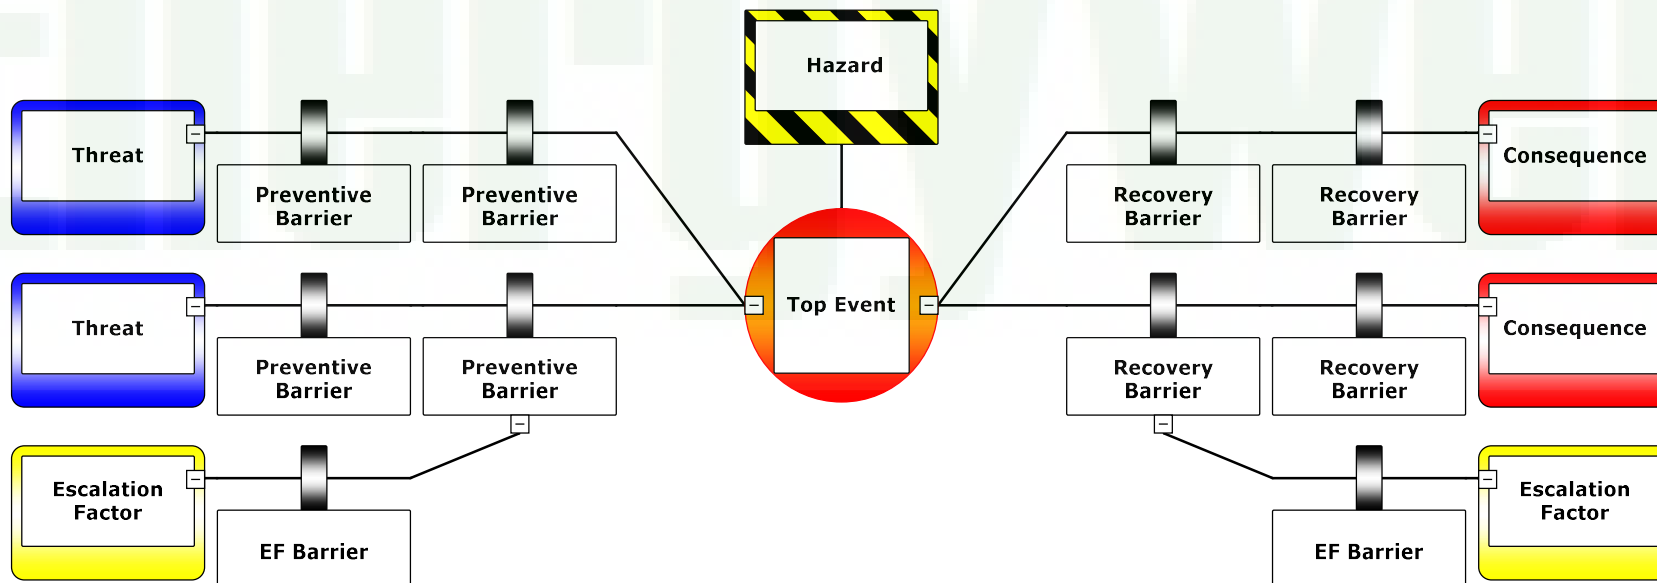 Hazard
Threat
Preventive
Barrier
Preventive
Barrier
Recovery
Barrier
Recovery
Barrier
Consequence
Top Event
Threat
Preventive
Barrier
Preventive
Barrier
Recovery
Barrier
Recovery
Barrier
Consequence
Escalation
Factor
EF Barrier
EF Barrier
Escalation
Factor